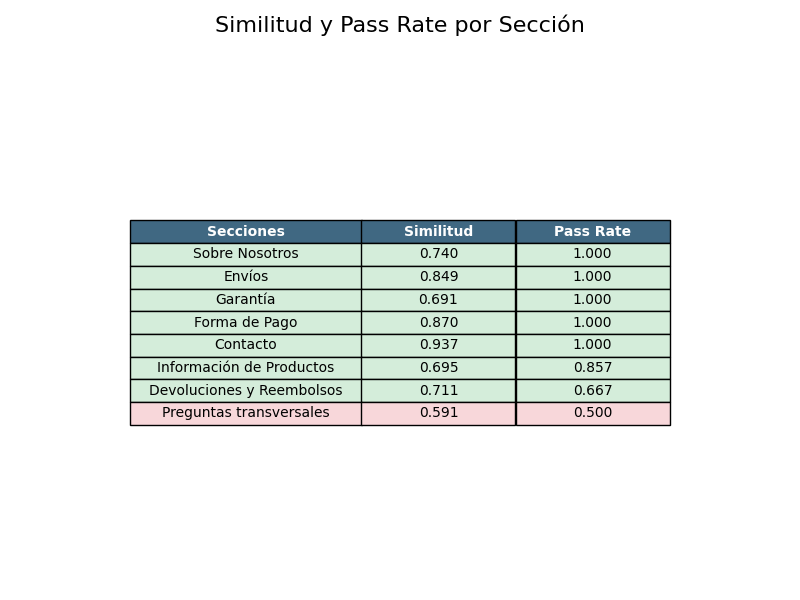 Similitud y Pass Rate por Sección
Secciones Similitud Pass Rate
Sobre Nosotros 0.740 1.000
Envíos 0.849 1.000
Garantía 0.691 1.000
Forma de Pago 0.870 1.000
Contacto 0.937 1.000
Información de Productos 0.695 0.857
Devoluciones y Reembolsos 0.711 0.667
Preguntas transversales 0.591 0.500